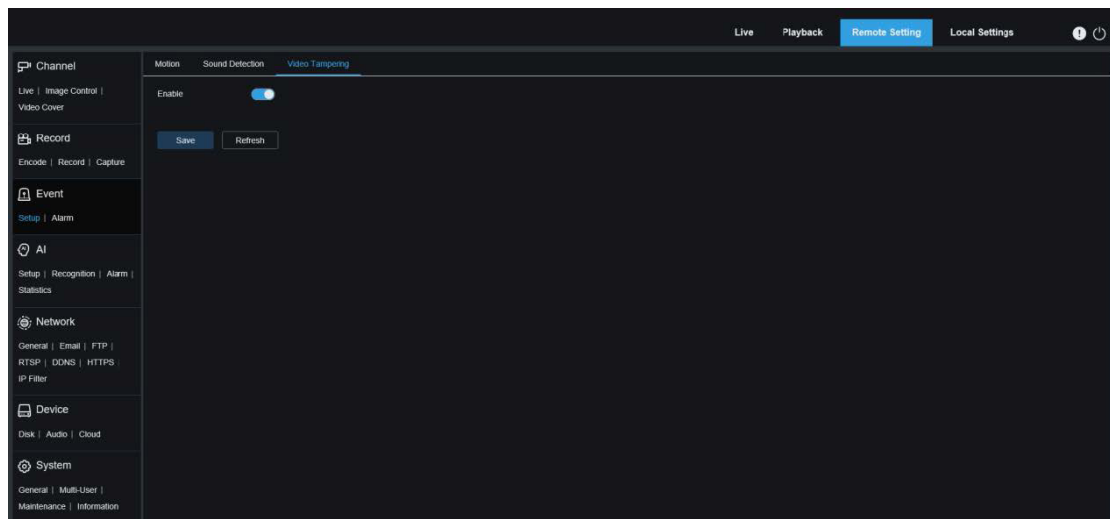 Live Playback Remote Setting Local Settings
Channel
Live | Image Control |
Video Cover
Record
Encode | Record | Capture
Event
Setup | Alarm
AI
Setup | Recognition | Alarm |
Statistics
Network
General | Email | FTP |
RTSP | DDNS | HTTPS |
IP Filter
Device
Disk | Audio | Cloud
System
General | Multi-User |
Maintenance | Information
Motion Sound Detection Video Tampering
Enable
Save Refresh